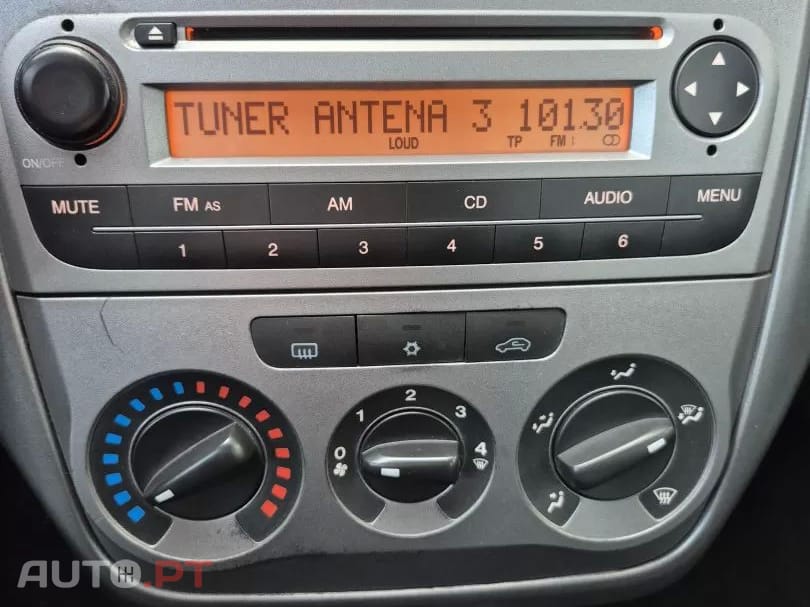 TUNER ANTENA 3 101.30
LOUD TP FM I
ON/OFF
MUTE FM AS AM CD AUDIO MENU
1 2 3 4 5 6
0 1 2 3 4
AUTO.PT